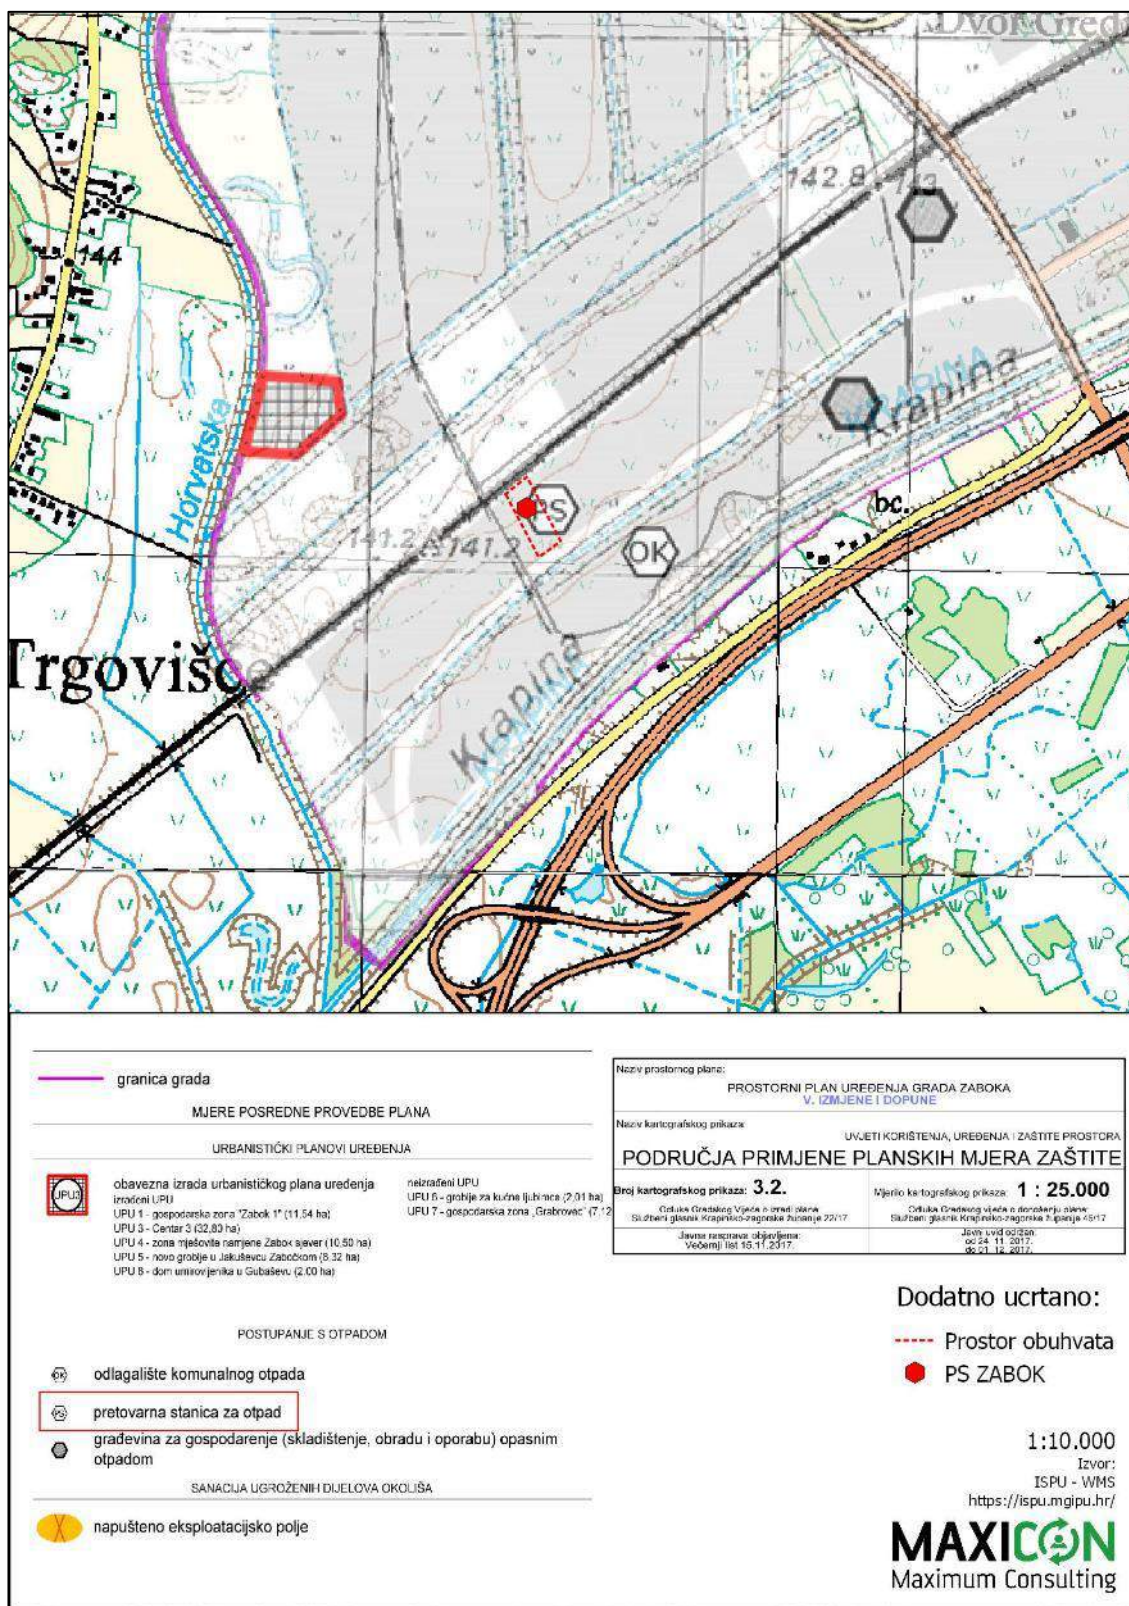 Dvor Gred
142.8
113
144
Krapina
KRAPINA
Horvatska
bc.
PS
141.2
141.2
OK
Trgovišće
Krapina
KRAPINA
granica grada
MJERE POSREDNE PROVEDBE PLANA
URBANISTIČKI PLANOVI UREĐENJA
UPU3
obavezna izrada urbanističkog plana uređenja
izrađeni UPU
UPU 1 - gospodarska zona "Zabok 1" (11,54 ha)
UPU 3 - Centar 3 (32,80 ha)
UPU 4 - zona mješovite namjene Zabok sjever (10,50 ha)
UPU 5 - novo groblje u Jakuševcu Zabočkom (8,32 ha)
UPU 8 - dom umirovljenika u Gubaševu (2,00 ha)
neizrađeni UPU
UPU 6 - groblje za kućne ljubimce (2,01 ha)
UPU 7 - gospodarska zona „Grabrovec“ (7,12
POSTUPANJE S OTPADOM
OK odlagalište komunalnog otpada
PS pretovarna stanica za otpad
građevina za gospodarenje (skladištenje, obradu i oporabu) opasnim
otpadom
SANACIJA UGROŽENIH DIJELOVA OKOLIŠA
napušteno eksploatacijsko polje
Naziv prostornog plana:
PROSTORNI PLAN UREĐENJA GRADA ZABOKA
V. IZMJENE I DOPUNE
Naziv kartografskog prikaza:
UVJETI KORIŠTENJA, UREĐENJA I ZAŠTITE PROSTORA
PODRUČJA PRIMJENE PLANSKIH MJERA ZAŠTITE
Broj kartografskog prikaza: 3.2.
Mjerilo kartografskog prikaza: 1 : 25.000
Odluka Gradskog Vijeća o izradi plana
Službeni glasnik Krapinsko-zagorske županije 22/17
Odluka Gradskog vijeća o donošenju plana:
Službeni glasnik Krapinsko-zagorske županije 45/17
Javna rasprava objavljena:
Večernji list 15.11.2017.
Javni uvid održan:
od 24. 11. 2017.
do 01. 12. 2017.
Dodatno ucrtano:
Prostor obuhvata
PS ZABOK
1:10.000
Izvor:
ISPU - WMS
https://ispu.mgipu.hr/
MAXICON
Maximum Consulting